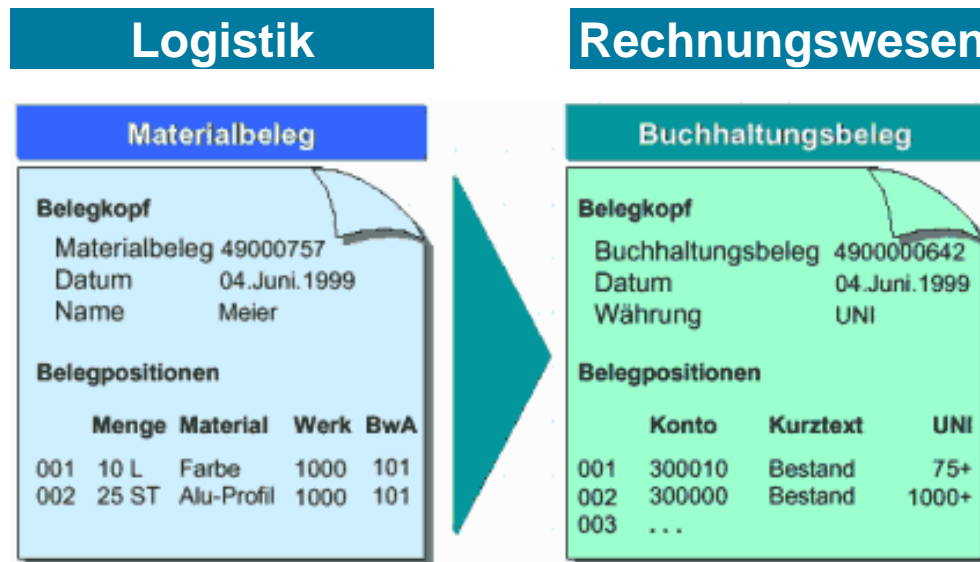 Logistik
Rechnungswesen
Materialbeleg
Belegkopf
Materialbeleg 49000757
Datum 04.Juni.1999
Name Meier
Belegpositionen
Menge Material Werk BwA
001 10 L Farbe 1000 101
002 25 ST Alu-Profil 1000 101
Buchhaltungsbeleg
Belegkopf
Buchhaltungsbeleg 4900000642
Datum 04.Juni.1999
Währung UNI
Belegpositionen
Konto Kurztext UNI
001 300010 Bestand 75+
002 300000 Bestand 1000+
003 . . .